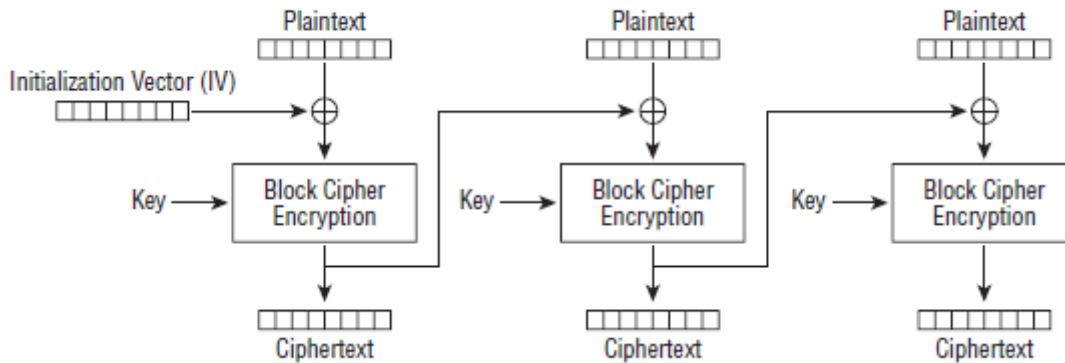 Plaintext
Plaintext
Plaintext
Initialization Vector (IV)
Key
Block Cipher
Encryption
Key
Block Cipher
Encryption
Key
Block Cipher
Encryption
Ciphertext
Ciphertext
Ciphertext